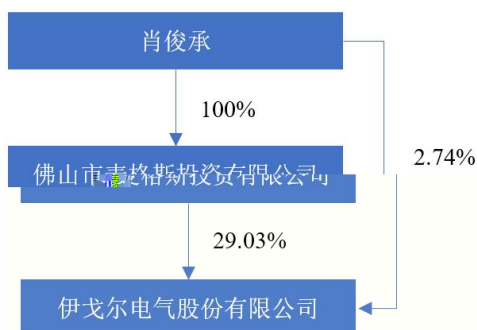 肖俊承
100%
佛山市麦格斯投资有限公司
2.74%
29.03%
伊戈尔电气股份有限公司